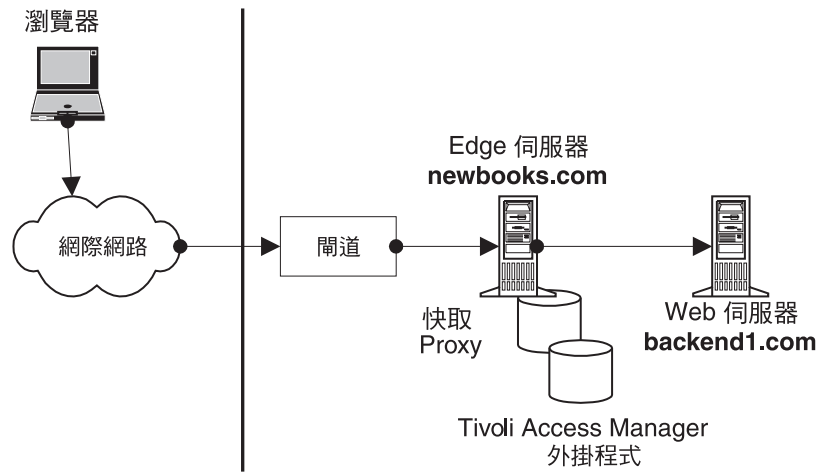 瀏覽器
網際網路
閘道
Edge 伺服器
newbooks.com
快取
Proxy
Web 伺服器
backend1.com
Tivoli Access Manager
外掛程式